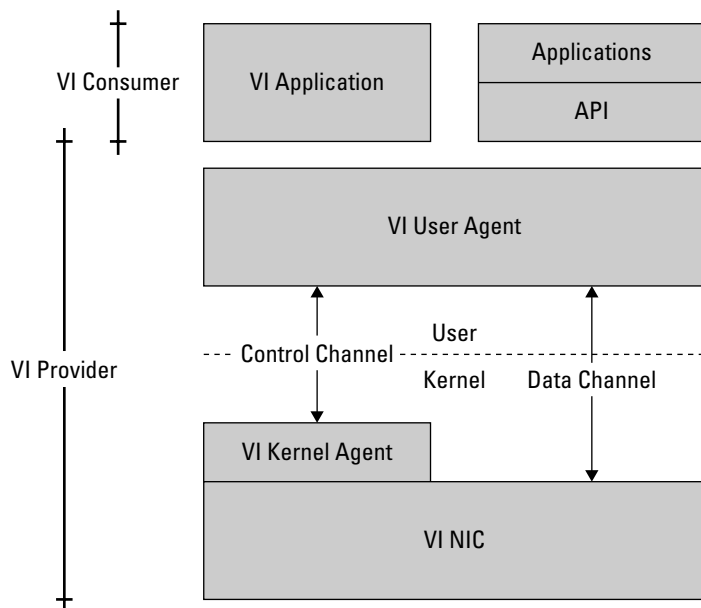 VI Consumer
VI Application
Applications
API
VI User Agent
User
Control Channel
VI Provider
Kernel
Data Channel
VI Kernel Agent
VI NIC